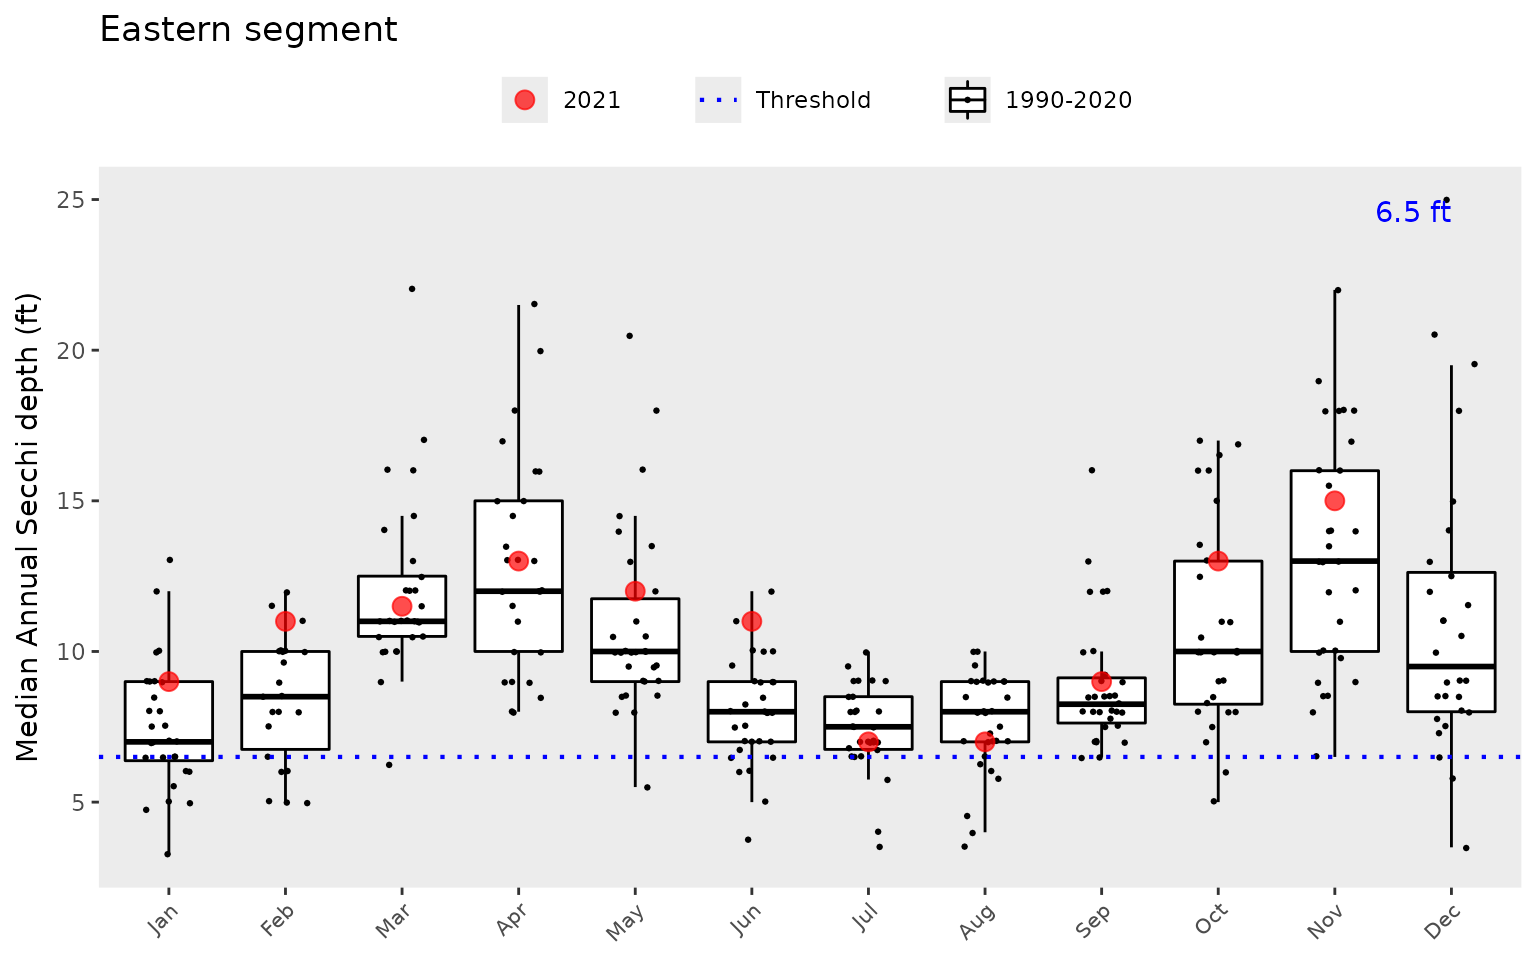 Eastern segment
2021 Threshold 1990-2020
Median Annual Secchi depth (ft)
25
20
15
10
5
6.5 ft
Jan Feb Mar Apr May Jun Jul Aug Sep Oct Nov Dec